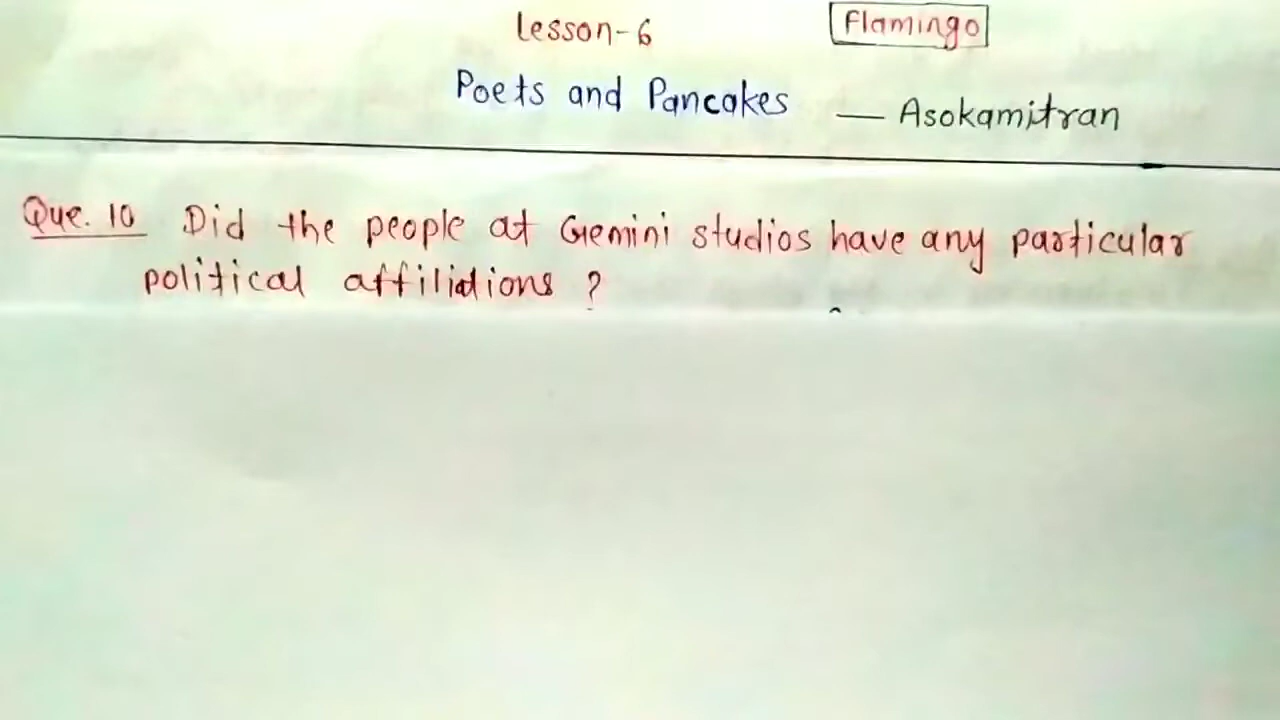 Lesson-6
Flamingo
Poets and Pancakes — Asokamitran
Que. 10 Did the people at Gemini studios have any particular
political affiliations ?